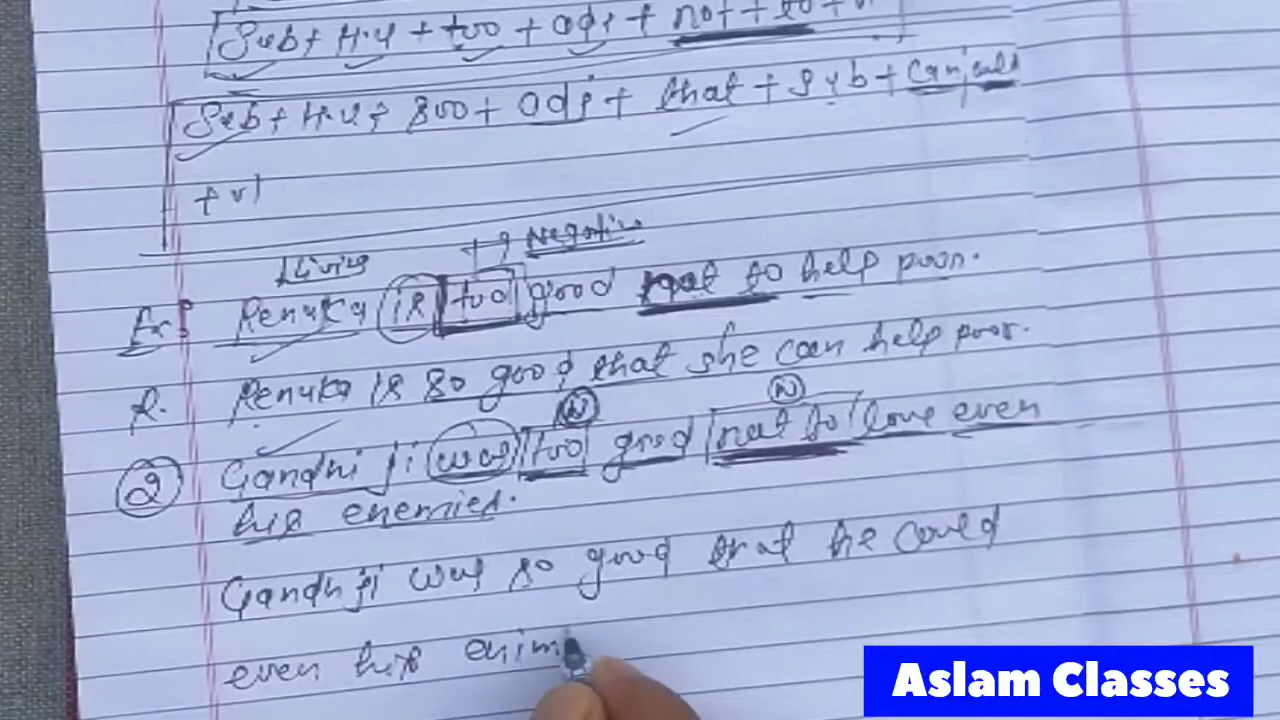 Sub + H.v + too + adj + not + to + v1
Sub + H.v + so + adj + that + Sub + can, could
+ v1
Living → Negative
Ex: Renuka is too good not to help poor.
R. Renuka is so good that she can help poor.
N N
2 Gandhi ji was too good not to love even
his enemies.
Gandhi ji was so good that he could
even his enim
Aslam Classes